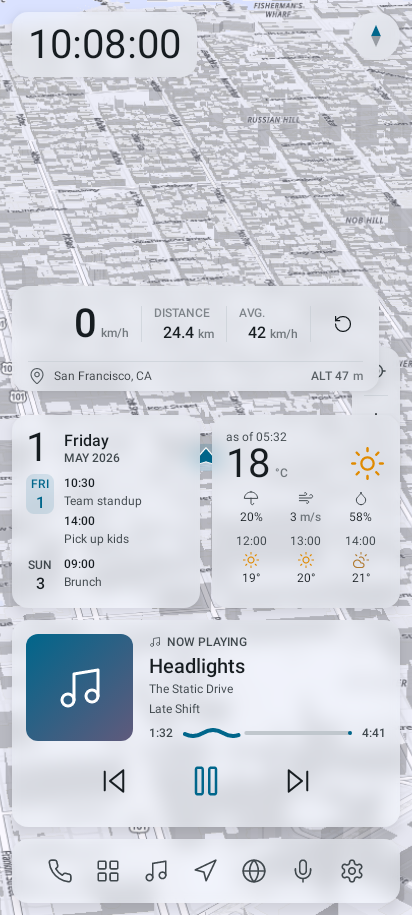 FISHERMAN'S
WHARF
10:08:00
RUSSIAN HILL
NOB HILL
0 km/h
DISTANCE
24.4 km
AVG.
42 km/h
San Francisco, CA
ALT 47 m
101
1
Friday
MAY 2026
FRI
1
10:30
Team standup
14:00
Pick up kids
SUN
3
09:00
Brunch
as of 05:32
18 °C
20%
3 m/s
58%
12:00
13:00
14:00
19°
20°
21°
NOW PLAYING
Headlights
The Static Drive
Late Shift
1:32
4:41
101